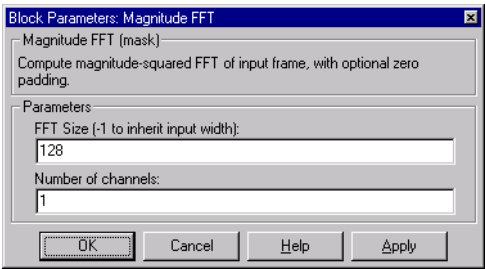 Block Parameters: Magnitude FFT
Magnitude FFT (mask)
Compute magnitude-squared FFT of input frame, with optional zero
padding.
Parameters
FFT Size (-1 to inherit input width):
128
Number of channels:
1
OK Cancel Help Apply